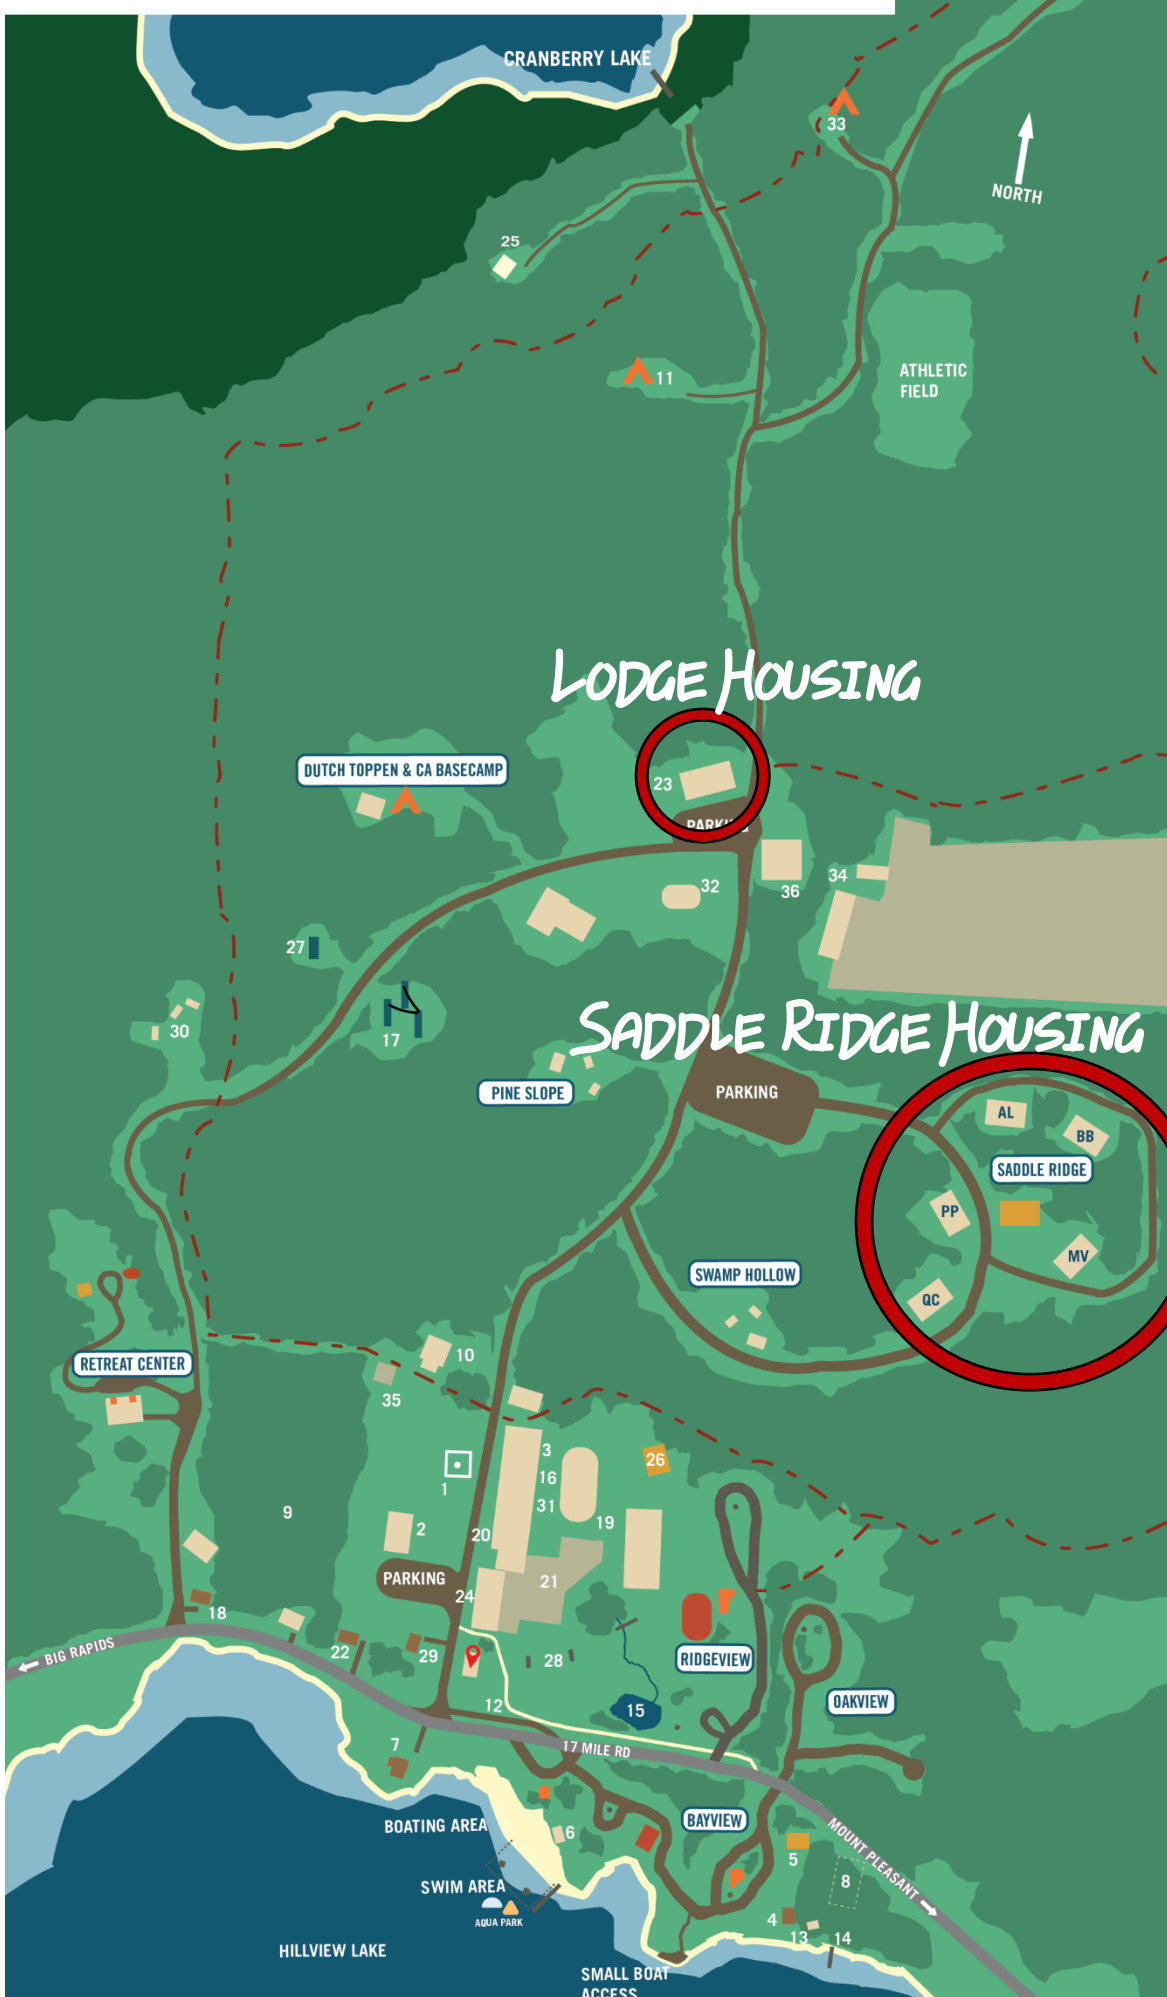 CRANBERRY LAKE
33
NORTH
25
ATHLETIC
FIELD
11
LODGE HOUSING
DUTCH TOPPEN & CA BASECAMP
23
32
36
34
27
17
30
SADDLE RIDGE HOUSING
PINE SLOPE
PARKING
AL
BB
SADDLE RIDGE
PP
MV
QC
SWAMP HOLLOW
RETREAT CENTER
10
35
3
26
1
16
31
9
2
19
20
PARKING
21
24
18
BIG RAPIDS
22
29
28
RIDGEVIEW
12
15
OAKVIEW
7
17 MILE RD
BOATING AREA
6
BAYVIEW
MOUNT PLEASANT
5
SWIM AREA
8
AQUA PARK
4
13
14
HILLVIEW LAKE
SMALL BOAT
ACCESS